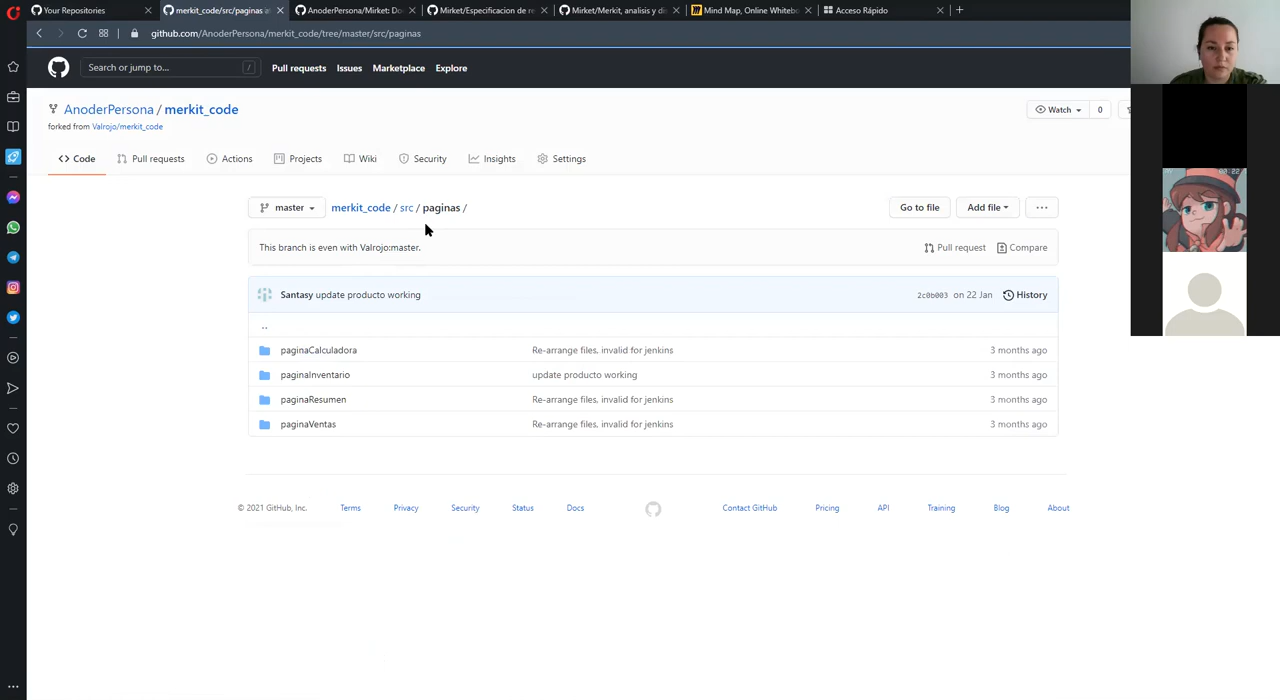 Your Repositories
merkit_code/src/paginas a
AnoderPersona/Mirket: Do
Mirket/Especificacion de re
Mirket/Merkit, analisis y di
Mind Map, Online Whitebo
Acceso Rápido
github.com/AnoderPersona/merkit_code/tree/master/src/paginas
Search or jump to...
/
Pull requests
Issues
Marketplace
Explore
AnoderPersona / merkit_code
Watch
0
forked from Valrojo/merkit_code
Code
Pull requests
Actions
Projects
Wiki
Security
Insights
Settings
master
merkit_code / src / paginas /
Go to file
Add file
This branch is even with Valrojo:master.
Pull request
Compare
Santasy update producto working
2c0b003 on 22 Jan
History
..
paginaCalculadora
Re-arrange files, invalid for jenkins
3 months ago
paginaInventario
update producto working
3 months ago
paginaResumen
Re-arrange files, invalid for jenkins
3 months ago
paginaVentas
Re-arrange files, invalid for jenkins
3 months ago
© 2021 GitHub, Inc.
Terms
Privacy
Security
Status
Docs
Contact GitHub
Pricing
API
Training
Blog
About